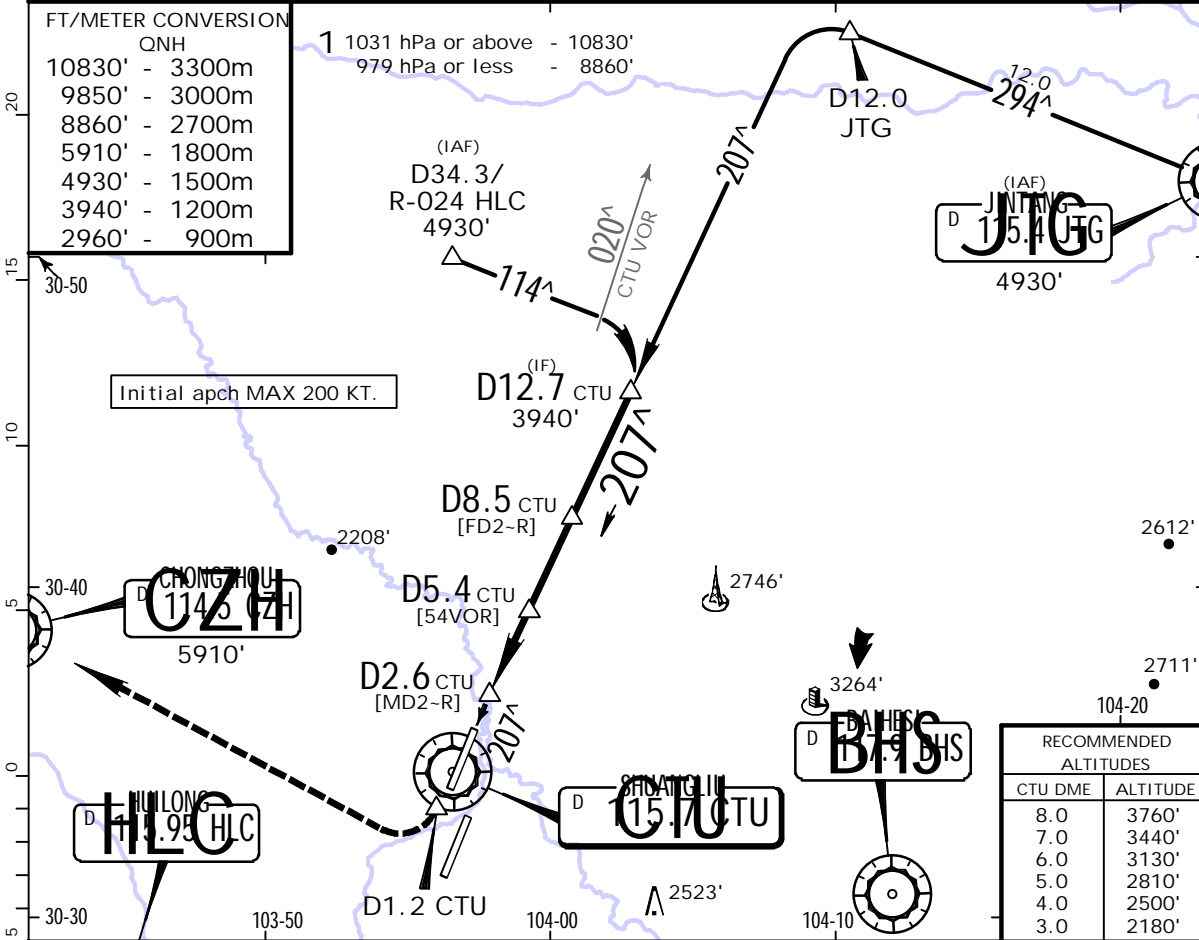 FT/METER CONVERSION
QNH
10830' - 3300m
9850' - 3000m
8860' - 2700m
5910' - 1800m
4930' - 1500m
3940' - 1200m
2960' - 900m
1 1031 hPa or above - 10830'
979 hPa or less - 8860'
D12.0
JTG
12.0
294^
207^
(IAF)
D34.3/
R-024 HLC
4930'
020^
CTU VOR
114^
(IAF)
JINTANG
JTG
D 115.4 JTG
4930'
20
15
30-50
Initial apch MAX 200 KT.
(IF)
D12.7 CTU
3940'
207^
10
D8.5 CTU
[FD2~R]
2208'
2612'
30-40
5
CHONGZHOU
CZH
D 114.5 CZH
5910'
D5.4 CTU
[54VOR]
2746'
D2.6 CTU
[MD2~R]
207^
3264'
2711'
104-20
BAIHESI
BHS
D 117.9 BHS
0
HUILONG
HLC
D 115.95 HLC
SHUANGLIU
CTU
D 115.7 CTU
D1.2 CTU
2523'
5
30-30
103-50
104-00
104-10
RECOMMENDED
ALTITUDES
CTU DME ALTITUDE
8.0 3760'
7.0 3440'
6.0 3130'
5.0 2810'
4.0 2500'
3.0 2180'